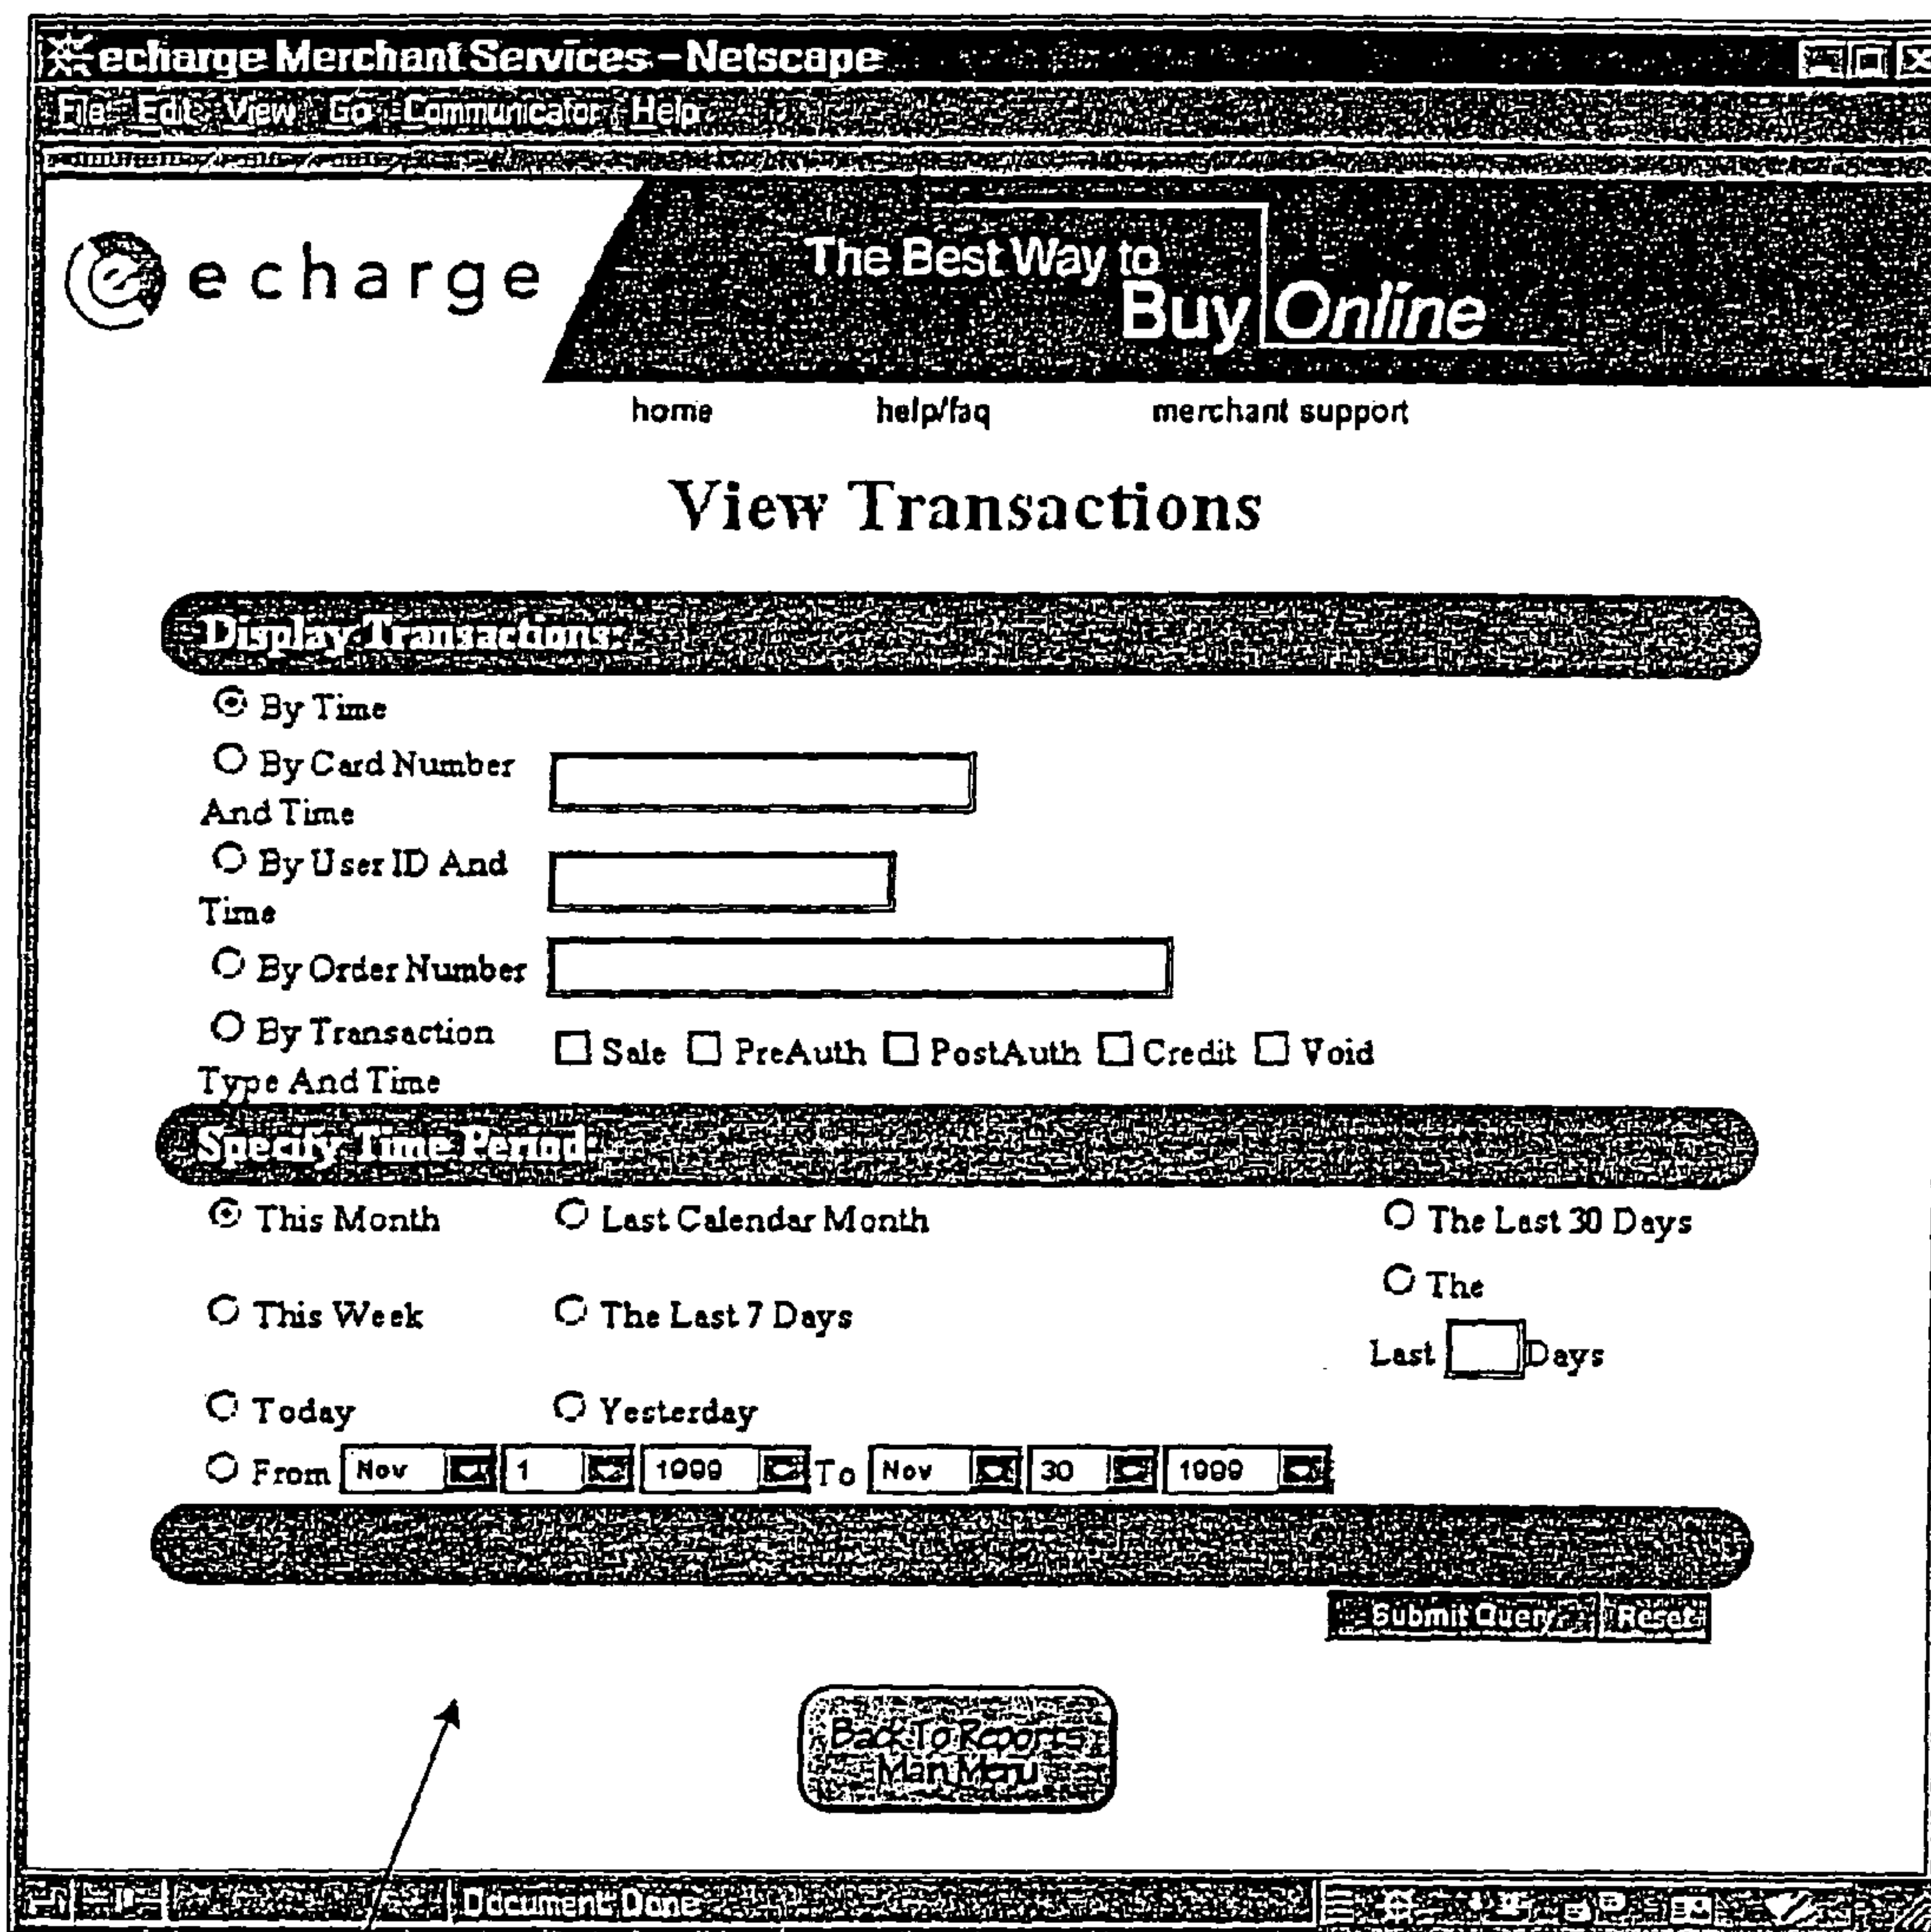 echarge Merchant Services - Netscape
File Edit View Go Communicator Help
echarge
The Best Way to
Buy Online
home help/faq merchant support
View Transactions
Display Transactions:
By Time
By Card Number
And Time
By User ID And
Time
By Order Number
By Transaction Sale PreAuth PostAuth Credit Void
Type And Time
Specify Time Period:
This Month Last Calendar Month The Last 30 Days
The
This Week The Last 7 Days
Last Days
Today Yesterday
From Nov 1 1999 To Nov 30 1999
Submit Query Reset
Back To Reports
Main Menu
Document: Done